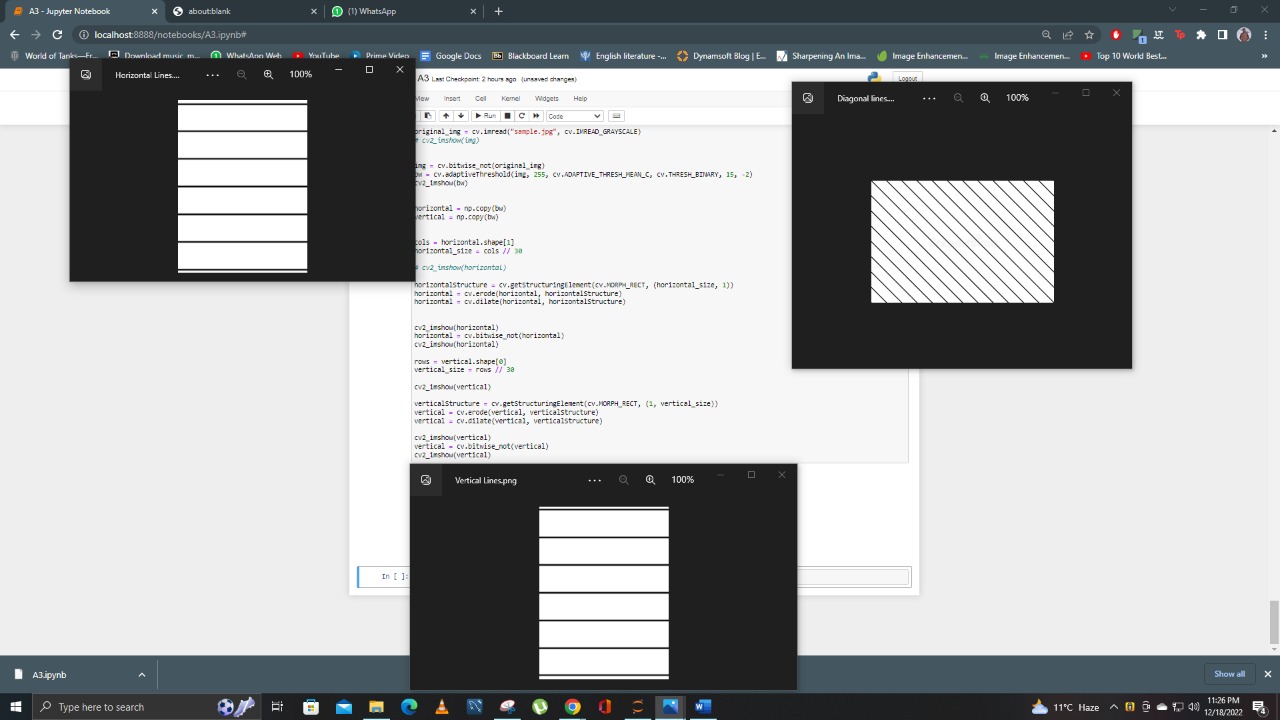 A3 - Jupyter Notebook
about:blank
(1) WhatsApp
localhost:8888/notebooks/A3.ipynb#
World of Tanks—Fr...
Download music, m...
WhatsApp Web
YouTube
Prime Video
Google Docs
Blackboard Learn
English literature -...
Dynamsoft Blog | E...
Sharpening An Ima...
Image Enhancemen...
Image Enhancemen...
Top 10 World Best...
Horizontal Lines....
100%
A3 Last Checkpoint: 2 hours ago (unsaved changes)
Logout
View Insert Cell Kernel Widgets Help
Run
Code
Diagonal lines....
100%
original_img = cv.imread("sample.jpg", cv.IMREAD_GRAYSCALE)
# cv2_imshow(img)
img = cv.bitwise_not(original_img)
bw = cv.adaptiveThreshold(img, 255, cv.ADAPTIVE_THRESH_MEAN_C, cv.THRESH_BINARY, 15, -2)
cv2_imshow(bw)
horizontal = np.copy(bw)
vertical = np.copy(bw)
cols = horizontal.shape[1]
horizontal_size = cols // 30
# cv2_imshow(horizontal)
horizontalStructure = cv.getStructuringElement(cv.MORPH_RECT, (horizontal_size, 1))
horizontal = cv.erode(horizontal, horizontalStructure)
horizontal = cv.dilate(horizontal, horizontalStructure)
cv2_imshow(horizontal)
horizontal = cv.bitwise_not(horizontal)
cv2_imshow(horizontal)
rows = vertical.shape[0]
vertical_size = rows // 30
cv2_imshow(vertical)
verticalStructure = cv.getStructuringElement(cv.MORPH_RECT, (1, vertical_size))
vertical = cv.erode(vertical, verticalStructure)
vertical = cv.dilate(vertical, verticalStructure)
cv2_imshow(vertical)
vertical = cv.bitwise_not(vertical)
cv2_imshow(vertical)
Vertical Lines.png
100%
In [ ]:
A3.ipynb
Show all
Type here to search
11°C Haze
11:26 PM
12/18/2022